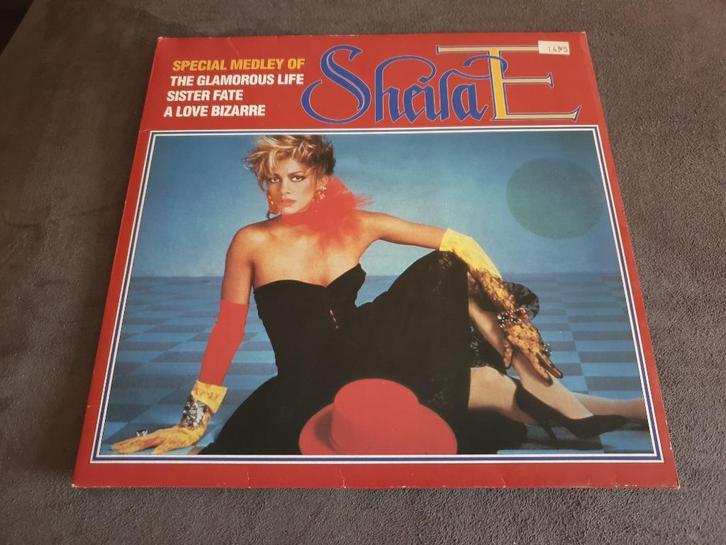 SPECIAL MEDLEY OF
THE GLAMOROUS LIFE
SISTER FATE
A LOVE BIZARRE
Sheila E